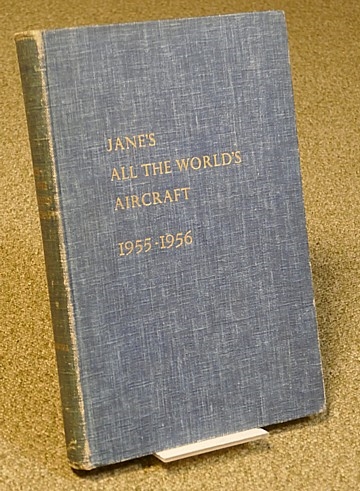 JANE'S
ALL THE WORLD'S
AIRCRAFT
1955-1956